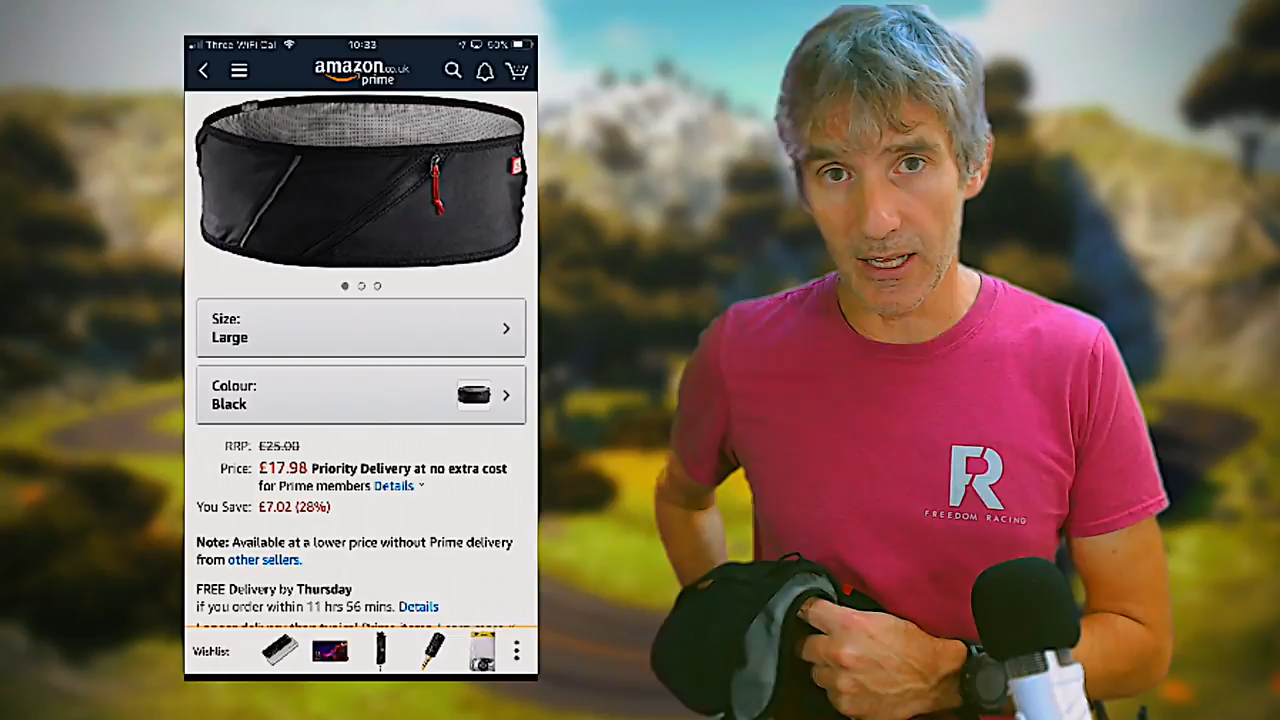 Three WiFi Cal
10:33
60%
amazon.co.uk
prime
Size:
Large
Colour:
Black
RRP: £25.00
Price: £17.98 Priority Delivery at no extra cost
for Prime members Details
You Save: £7.02 (28%)
Note: Available at a lower price without Prime delivery
from other sellers.
FREE Delivery by Thursday
if you order within 11 hrs 56 mins. Details
Wishlist
FR
FREEDOM RACING